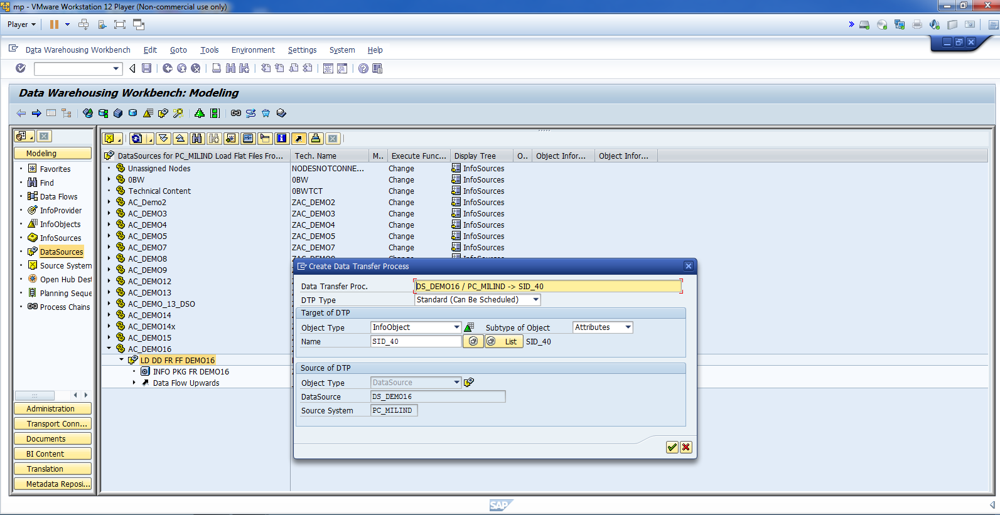 mp - VMware Workstation 12 Player (Non-commercial use only)
Player
Data Warehousing Workbench Edit Goto Tools Environment Settings System Help
Data Warehousing Workbench: Modeling
Modeling
Favorites
Find
Data Flows
InfoProvider
InfoObjects
InfoSources
DataSources
Source System
Open Hub Dest
Planning Seque
Process Chains
Administration
Transport Conn...
Documents
BI Content
Translation
Metadata Reposi...
DataSources for PC_MILIND Load Flat Files Fro... Tech. Name M.. Execute Func... Display Tree O.. Object Infor... Object Infor...
Unassigned Nodes NODESNOTCONNE... Change InfoSources
0BW 0BW Change InfoSources
Technical Content 0BWTCT Change InfoSources
AC_Demo2 ZAC_DEMO2 Change InfoSources
AC_DEMO3 ZAC_DEMO3 Change InfoSources
AC_DEMO4 ZAC_DEMO4 Change InfoSources
AC_DEMO5 ZAC_DEMO5 Change InfoSources
AC_DEMO7 ZAC_DEMO7 Change InfoSources
AC_DEMO8
AC_DEMO9
AC_DEMO12
AC_DEMO13
AC_DEMO_13_DSO
AC_DEMO14
AC_DEMO14x
AC_DEMO15
AC_DEMO16
LD DD FR FF DEMO16
INFO PKG FR DEMO16
Data Flow Upwards
Create Data Transfer Process
Data Transfer Proc. DS_DEMO16 / PC_MILIND -> SID_40
DTP Type Standard (Can Be Scheduled)
Target of DTP
Object Type InfoObject Subtype of Object Attributes
Name SID_40 List SID_40
Source of DTP
Object Type DataSource
DataSource DS_DEMO16
Source System PC_MILIND
SAP